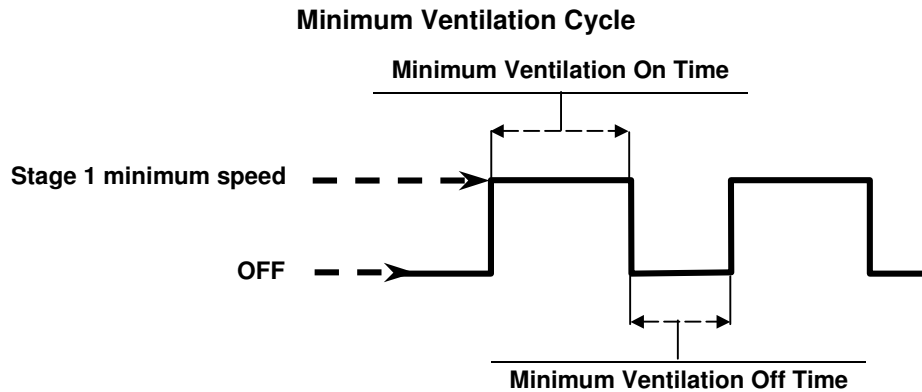 Minimum Ventilation Cycle
Minimum Ventilation On Time
Stage 1 minimum speed
OFF
Minimum Ventilation Off Time